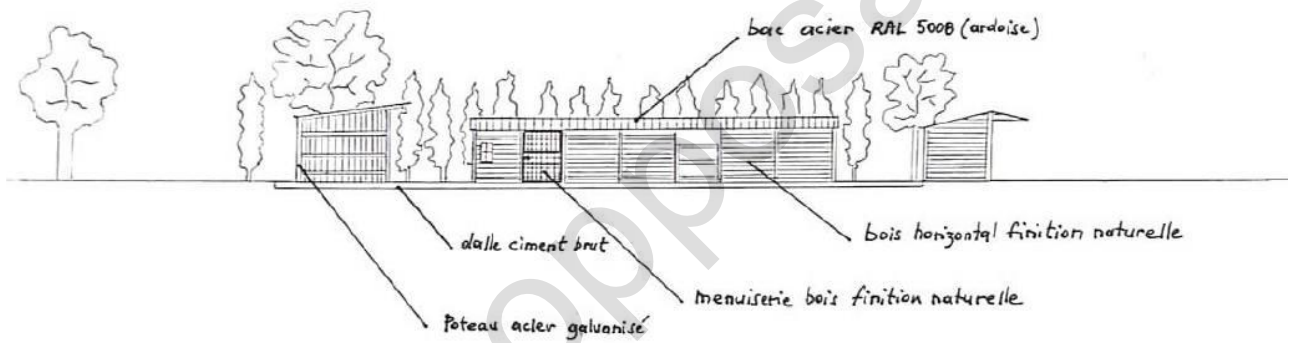 bac acier RAL 5008 (ardoise)
dalle ciment brut
bois horizontal finition naturelle
menuiserie bois finition naturelle
Poteau acier galvanisé
opposa